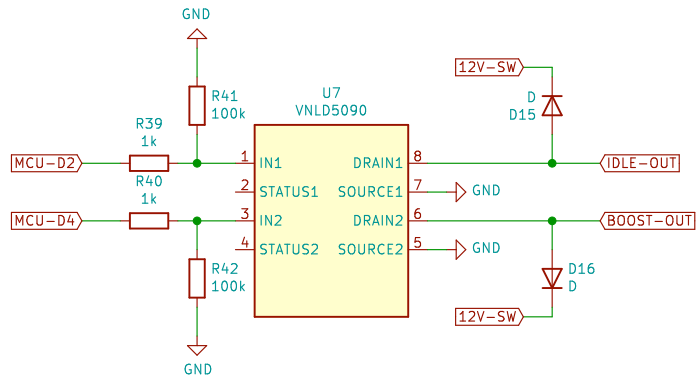 GND
12V-SW
U7
VNLD5090
R41
100k
D
D15
R39
1k
MCU-D2
1
IN1
DRAIN1
8
IDLE-OUT
R40
1k
2
STATUS1
SOURCE1
7
GND
MCU-D4
3
IN2
DRAIN2
6
BOOST-OUT
4
STATUS2
SOURCE2
5
GND
R42
100k
D16
D
12V-SW
GND